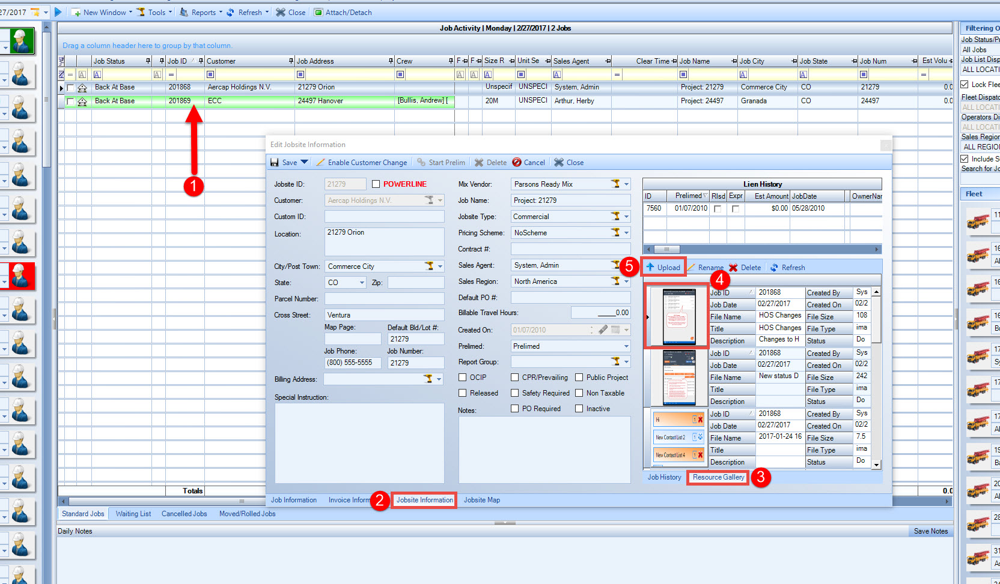 27/2017 New Window Tools Reports Refresh Close Attach/Detach
Job Activity | Monday | 2/27/2017 | 2 Jobs
Drag a column header here to group by that column.
Job Status Job ID Customer Job Address Crew F F Size R Unit Se Sales Agent Clear Time Job Name Job City Job State Job Num Est Volu
Back At Base 201868 Aercap Holdings N.V. 21279 Orion Unspecif UNSPECI System, Admin Project: 21279 Commerce City CO 21279 0.0
Back At Base 201869 ECC 24497 Hanover [Bullis, Andrew] [ 20M UNSPECI Arthur, Herby Project: 24497 Granada CO 24497 0.0
1
Edit Jobsite Information
Save Enable Customer Change Start Prelim Delete Cancel Close
Jobsite ID: 21279 POWERLINE
Customer: Aercap Holdings N.V.
Custom ID:
Location: 21279 Orion
City/Post Town: Commerce City
State: CO Zip:
Parcel Number:
Cross Street: Ventura
Map Page: Default Bld/Lot #:
21279
Job Phone: Job Number:
(800) 555-5555 21279
Billing Address:
Special Instruction:
Mix Vendor: Parsons Ready Mix
Job Name: Project: 21279
Jobsite Type: Commercial
Pricing Scheme: NoScheme
Contract #:
Sales Agent: System, Admin
Sales Region: North America
Default PO #:
Billable Travel Hours: _____0.00
Created On: 01/07/2010
Prelimed: Prelimed
Report Group:
OCIP CPR/Prevailing Public Project
Released Safety Required Non Taxable
PO Required Inactive
Notes:
Lien History
ID Prelimed Rlsd Expr Est Amount JobDate OwnerNar
7560 01/07/2010 $0.00 05/28/2010
5 Upload Rename Delete Refresh
4
Job ID 201868 Created By Sys
Job Date 02/27/2017 Created On 02/2
File Name HOS Changes File Size 108
Title HOS Changes File Type ima
Description Changes to H Status Do
Job ID 201868 Created By Sys
Job Date 02/27/2017 Created On 02/2
File Name New status D File Size 242
Title File Type ima
Description Status Do
Hi 1
New Contact List 2 1
New Contact List 4 1
Job ID 201868 Created By Sys
Job Date 02/27/2017 Created On 02/2
File Name 2017-01-24 16 File Size 7.5
Title File Type ima
Description Status Do
Job History Resource Gallery 3
Job Information Invoice Inform 2 Jobsite Information Jobsite Map
Totals 0.0
Standard Jobs Waiting List Cancelled Jobs Moved/Rolled Jobs
Daily Notes Save Notes
Filtering O
Job Status/Pr
All Jobs
Job List Disp
ALL LOCATI
Lock Flee
Fleet Dispatc
ALL LOCATI
Operators Di
ALL LOCATI
Sales Region
ALL REGIO
Include S
Search for Jo
Fleet
11
16
Al
16
16
Bu
17
Sy
17
17
Al
19
Ba
20
Al
28
31
As